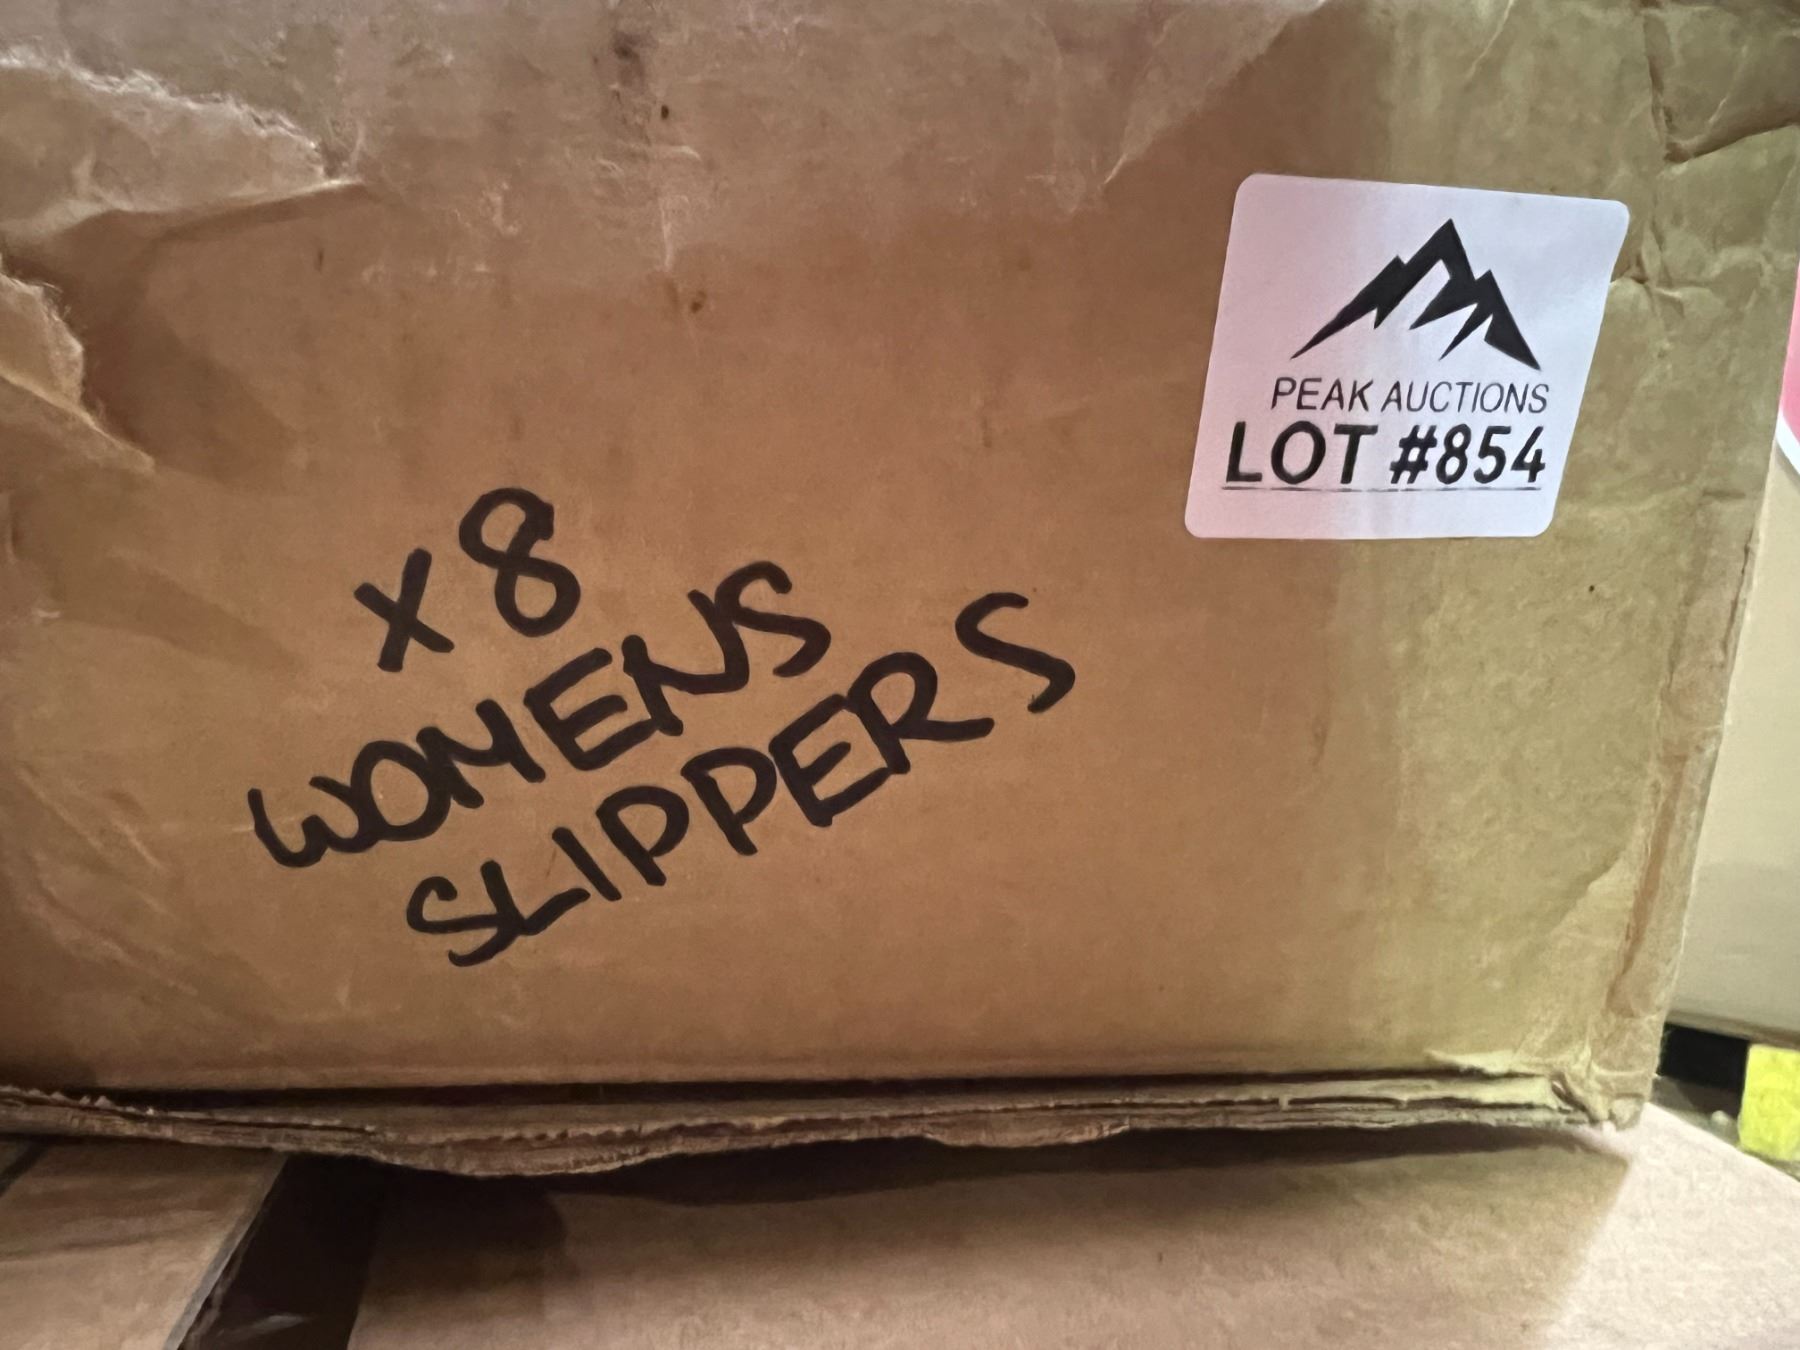 PEAK AUCTIONS
LOT #854
x8
WOMENS
SLIPPERS